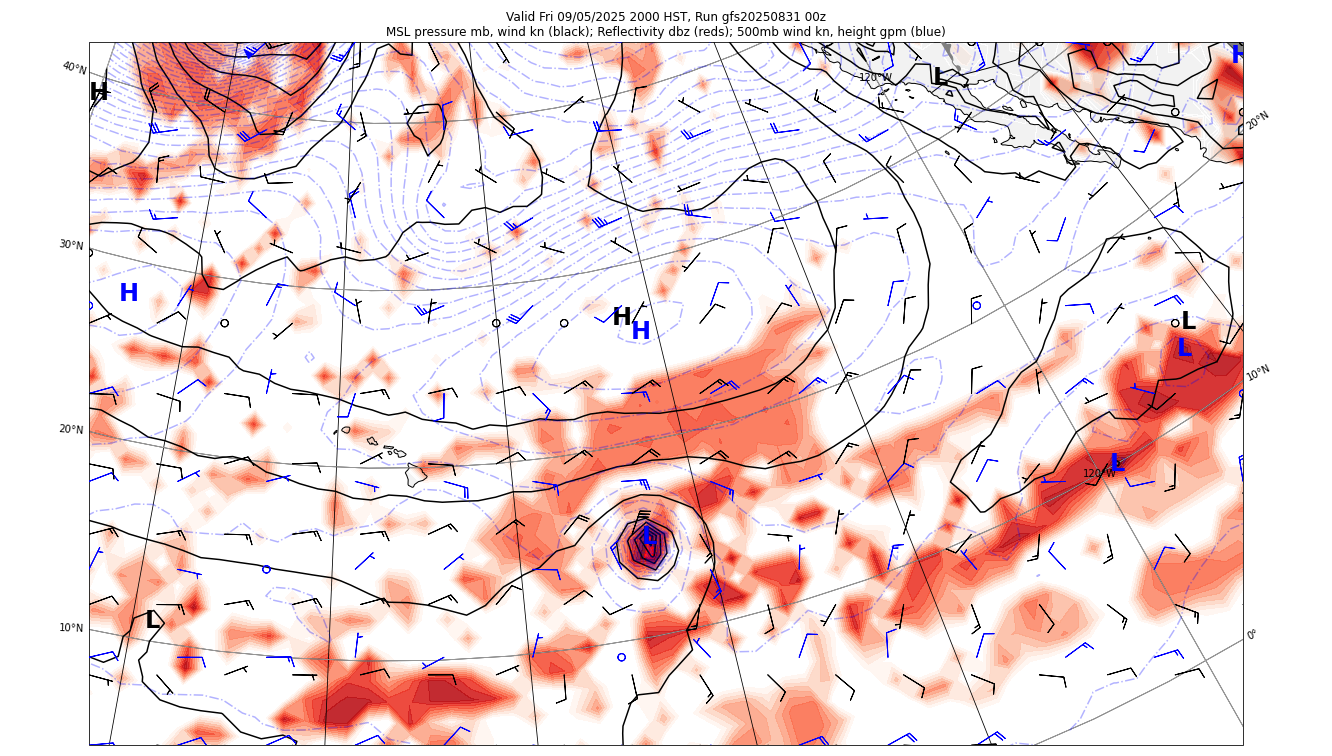 Valid Fri 09/05/2025 2000 HST, Run gfs20250831 00z
MSL pressure mb, wind kn (black); Reflectivity dbz (reds); 500mb wind kn, height gpm (blue)
40°N
H
120°W
L
H
20°N
30°N
H
H
H
L
L
10°N
20°N
L
120°W
L
10°N
L
0°